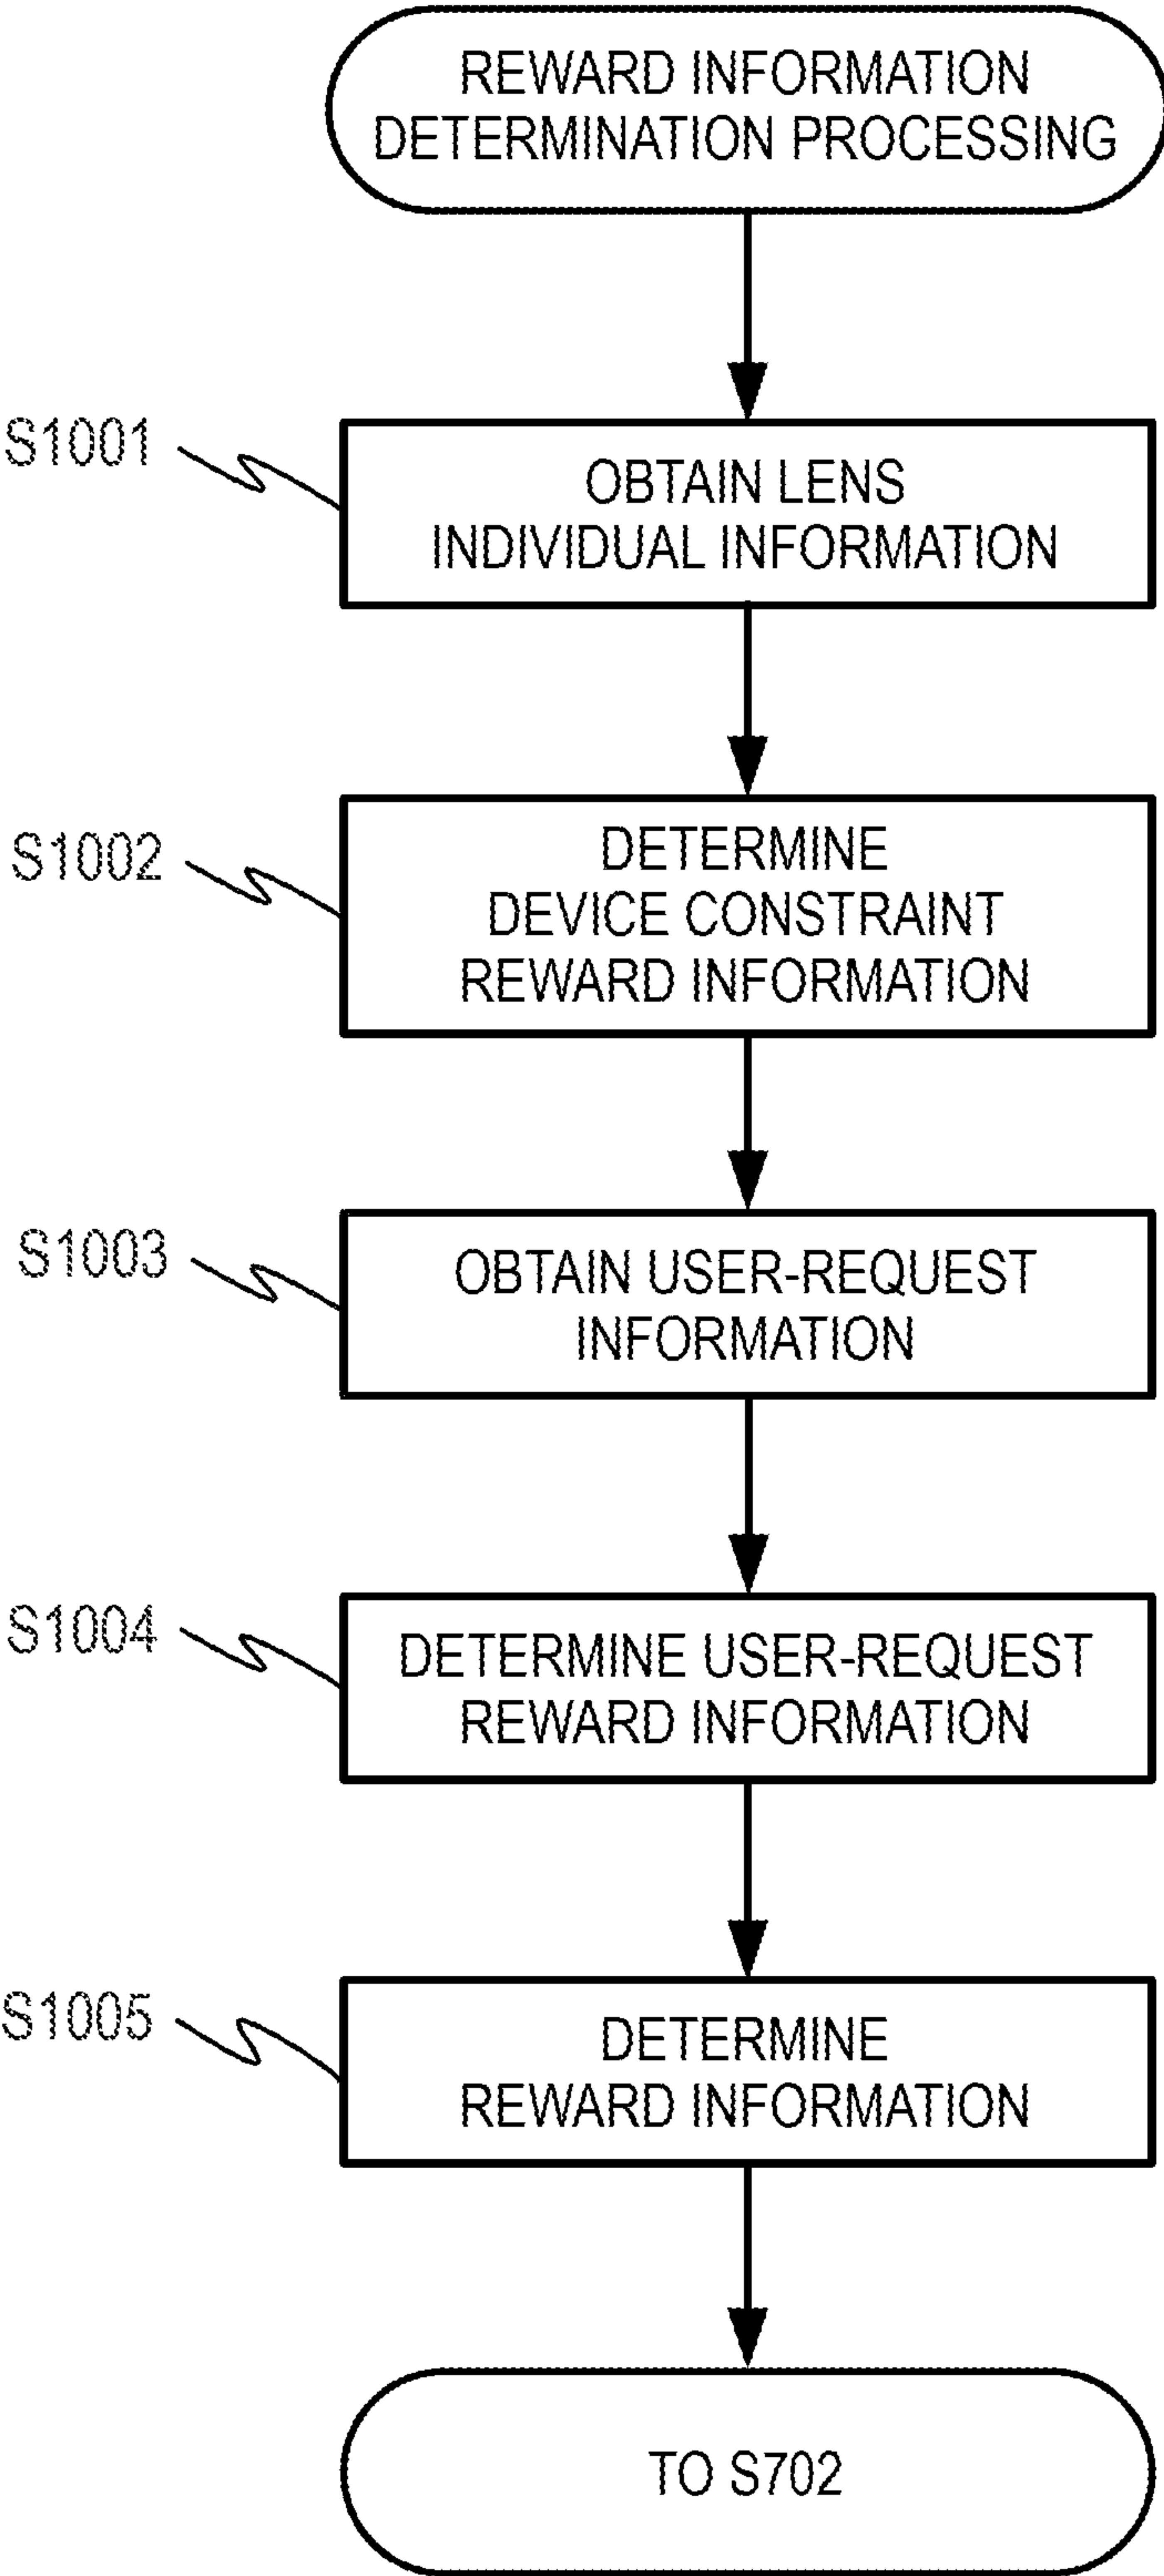 REWARD INFORMATION
DETERMINATION PROCESSING
S1001
OBTAIN LENS
INDIVIDUAL INFORMATION
S1002
DETERMINE
DEVICE CONSTRAINT
REWARD INFORMATION
S1003
OBTAIN USER-REQUEST
INFORMATION
S1004
DETERMINE USER-REQUEST
REWARD INFORMATION
S1005
DETERMINE
REWARD INFORMATION
TO S702